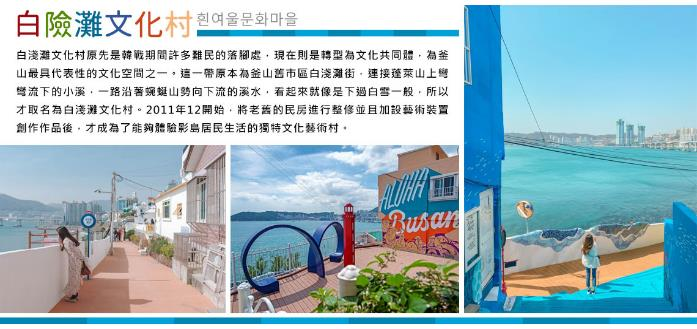 白險灘文化村 흰여울문화마을
白淺灘文化村原先是韓戰期間許多難民的落腳處，現在則是轉型為文化共同體，為釜
山最具代表性的文化空間之一。這一帶原本為釜山舊市區白淺灘街，連接蓬萊山上彎
彎流下的小溪，一路沿著蜿蜒山勢向下流的溪水，看起來就像是下過白雪一般，所以
才取名為白淺灘文化村。2011年12開始，將老舊的民房進行整修並且加設藝術裝置
創作作品後，才成為了能夠體驗影島居民生活的獨特文化藝術村。
ALOHA
Busan